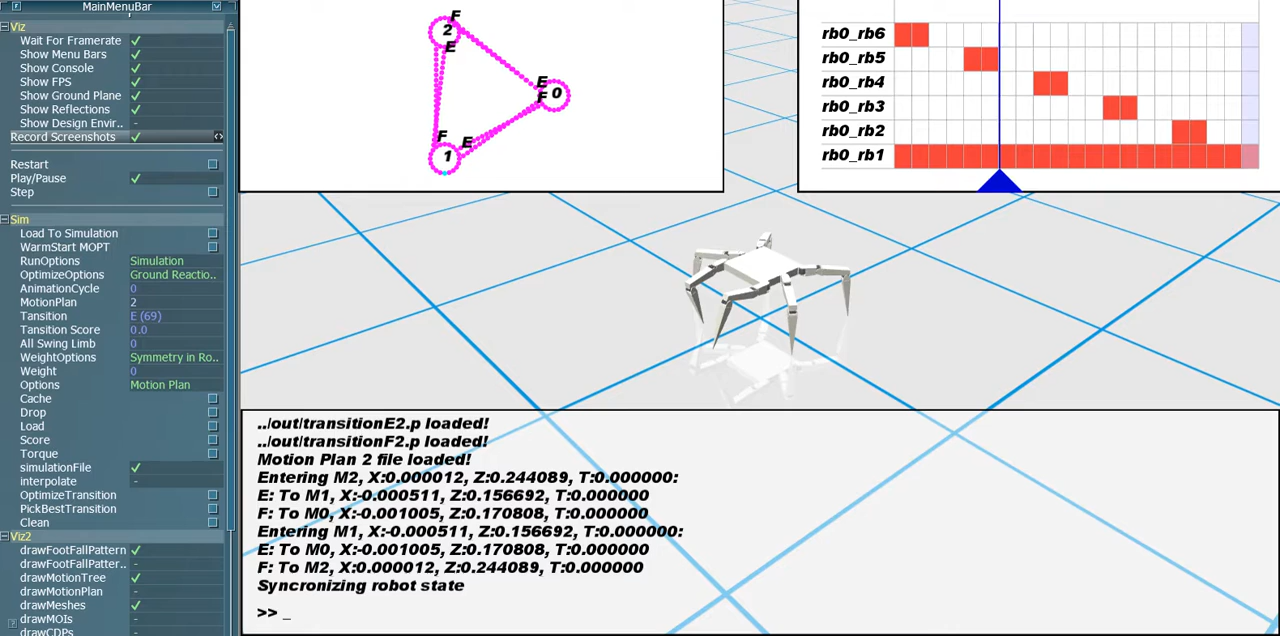 MainMenuBar
Viz
Wait For Framerate
Show Menu Bars
Show Console
Show FPS
Show Ground Plane
Show Reflections
Show Design Envir..
Record Screenshots
Restart
Play/Pause
Step
Sim
Load To Simulation
WarmStart MOPT
RunOptions Simulation
OptimizeOptions Ground Reactio..
AnimationCycle 0
MotionPlan 2
Tansition E (69)
Tansition Score 0.0
All Swing Limb 0
WeightOptions Symmetry in Ro..
Weight 0
Options Motion Plan
Cache
Drop
Load
Score
Torque
simulationFile
interpolate
OptimizeTransition
PickBestTransition
Clean
Viz2
drawFootFallPattern
drawFootFallPatter..
drawMotionTree
drawMotionPlan
drawMeshes
drawMOIs
drawCDPs
F
2
E
E
F 0
F
E
1
rb0_rb6
rb0_rb5
rb0_rb4
rb0_rb3
rb0_rb2
rb0_rb1
../out/transitionE2.p loaded!
../out/transitionF2.p loaded!
Motion Plan 2 file loaded!
Entering M2, X:0.000012, Z:0.244089, T:0.000000:
E: To M1, X:-0.000511, Z:0.156692, T:0.000000
F: To M0, X:-0.001005, Z:0.170808, T:0.000000
Entering M1, X:-0.000511, Z:0.156692, T:0.000000:
E: To M0, X:-0.001005, Z:0.170808, T:0.000000
F: To M2, X:0.000012, Z:0.244089, T:0.000000
Syncronizing robot state
>> _